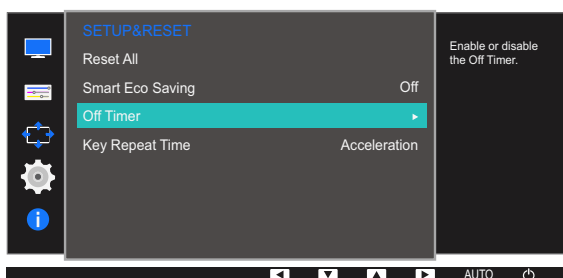 SETUP&RESET
Reset All
Smart Eco Saving Off
Off Timer
Key Repeat Time Acceleration
Enable or disable
the Off Timer.
AUTO